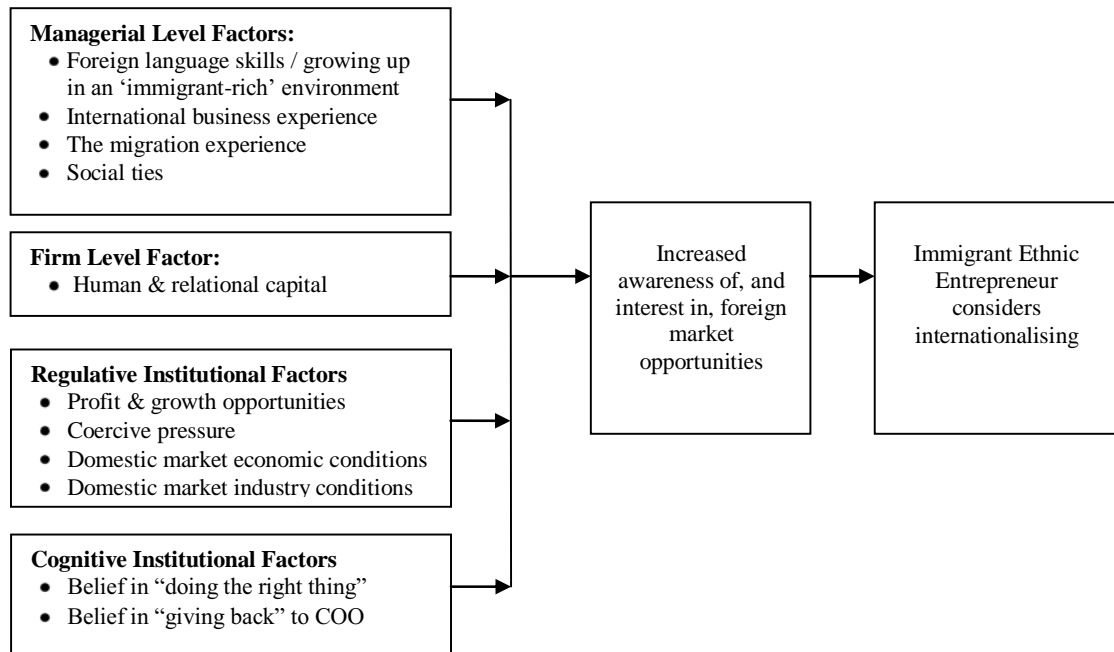 Managerial Level Factors:
● Foreign language skills / growing up
in an ‘immigrant-rich’ environment
● International business experience
● The migration experience
● Social ties
Firm Level Factor:
● Human & relational capital
Regulative Institutional Factors
● Profit & growth opportunities
● Coercive pressure
● Domestic market economic conditions
● Domestic market industry conditions
Cognitive Institutional Factors
● Belief in “doing the right thing”
● Belief in “giving back” to COO
Increased
awareness of, and
interest in, foreign
market
opportunities
Immigrant Ethnic
Entrepreneur
considers
internationalising